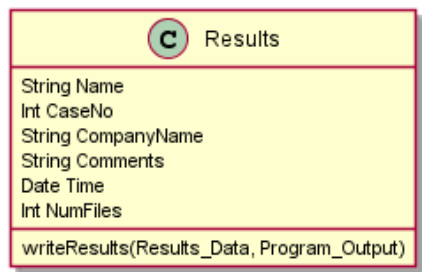 C Results
String Name
Int CaseNo
String CompanyName
String Comments
Date Time
Int NumFiles
writeResults(Results_Data, Program_Output)